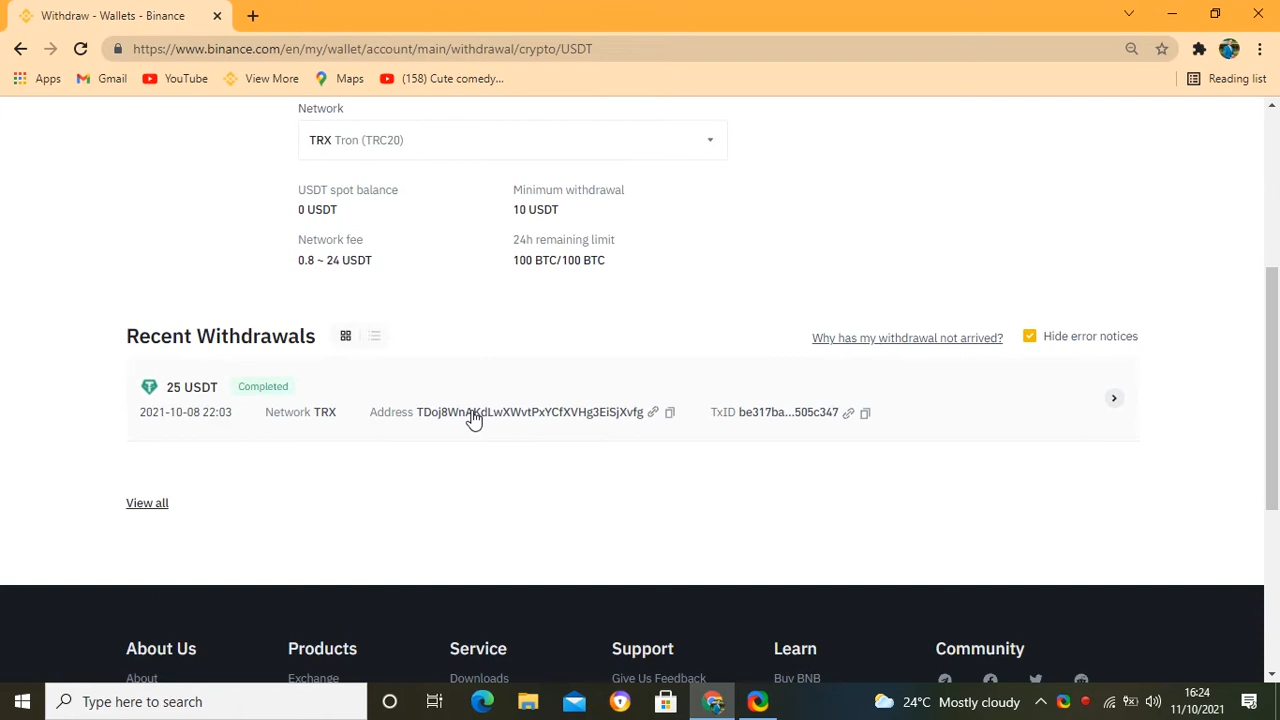 Withdraw - Wallets - Binance
https://www.binance.com/en/my/wallet/account/main/withdrawal/crypto/USDT
Apps Gmail YouTube View More Maps (158) Cute comedy... Reading list
Network
TRX Tron (TRC20)
USDT spot balance Minimum withdrawal
0 USDT 10 USDT
Network fee 24h remaining limit
0.8 ~ 24 USDT 100 BTC/100 BTC
Recent Withdrawals Why has my withdrawal not arrived? Hide error notices
25 USDT Completed
2021-10-08 22:03 Network TRX Address TDoj8WnAKdLwXWvtPxYCfXVHg3EiSjXvfg TxID be317ba...505c347
View all
About Us Products Service Support Learn Community
About Exchange Downloads Give Us Feedback Buy BNB
Type here to search 24°C Mostly cloudy 16:24
11/10/2021